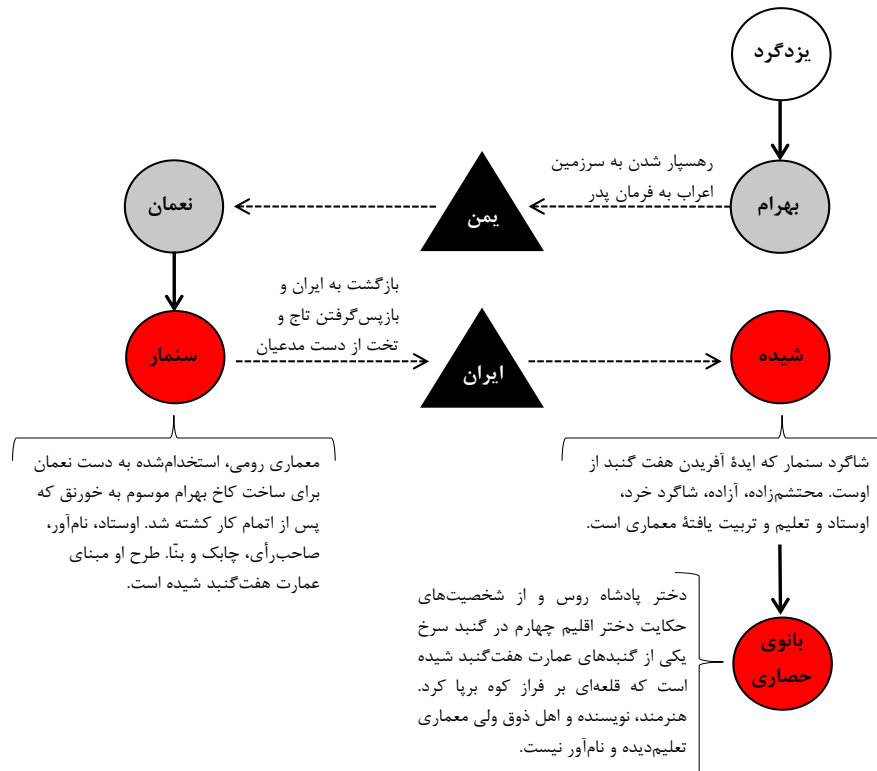 یزدگرد
رهسپار شدن به سرزمین
اعراب به فرمان پدر
بهرام
یمن
نعمان
بازگشت به ایران و
بازپس‌گرفتن تاج و
تخت از دست مدعیان
شیده
ایران
سنمار
شاگرد سنمار که ایدهٔ آفریدن هفت گنبد از
اوست. محتشم‌زاده، آزاده، شاگرد خرد،
اوستاد و تعلیم و تربیت یافتهٔ معماری است.
معماری رومی، استخدام‌شده به دست نعمان
برای ساخت کاخ بهرام موسوم به خورنق که
پس از اتمام کار کشته شد. اوستاد، نام‌آور،
صاحب‌رأی، چابک و بنّا. طرح او مبنای
عمارت هفت‌گنبد شیده است.
بانوی
حصاری
دختر پادشاه روس و از شخصیت‌های
حکایت دختر اقلیم چهارم در گنبد سرخ
یکی از گنبدهای عمارت هفت‌گنبد شیده
است که قلعه‌ای بر فراز کوه برپا کرد.
هنرمند، نویسنده و اهل ذوق ولی معماری
تعلیم‌دیده و نام‌آور نیست.